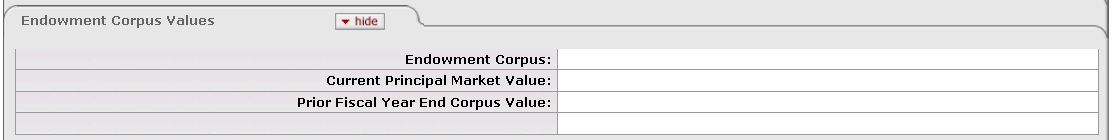 Endowment Corpus Values
hide
Endowment Corpus:
Current Principal Market Value:
Prior Fiscal Year End Corpus Value: